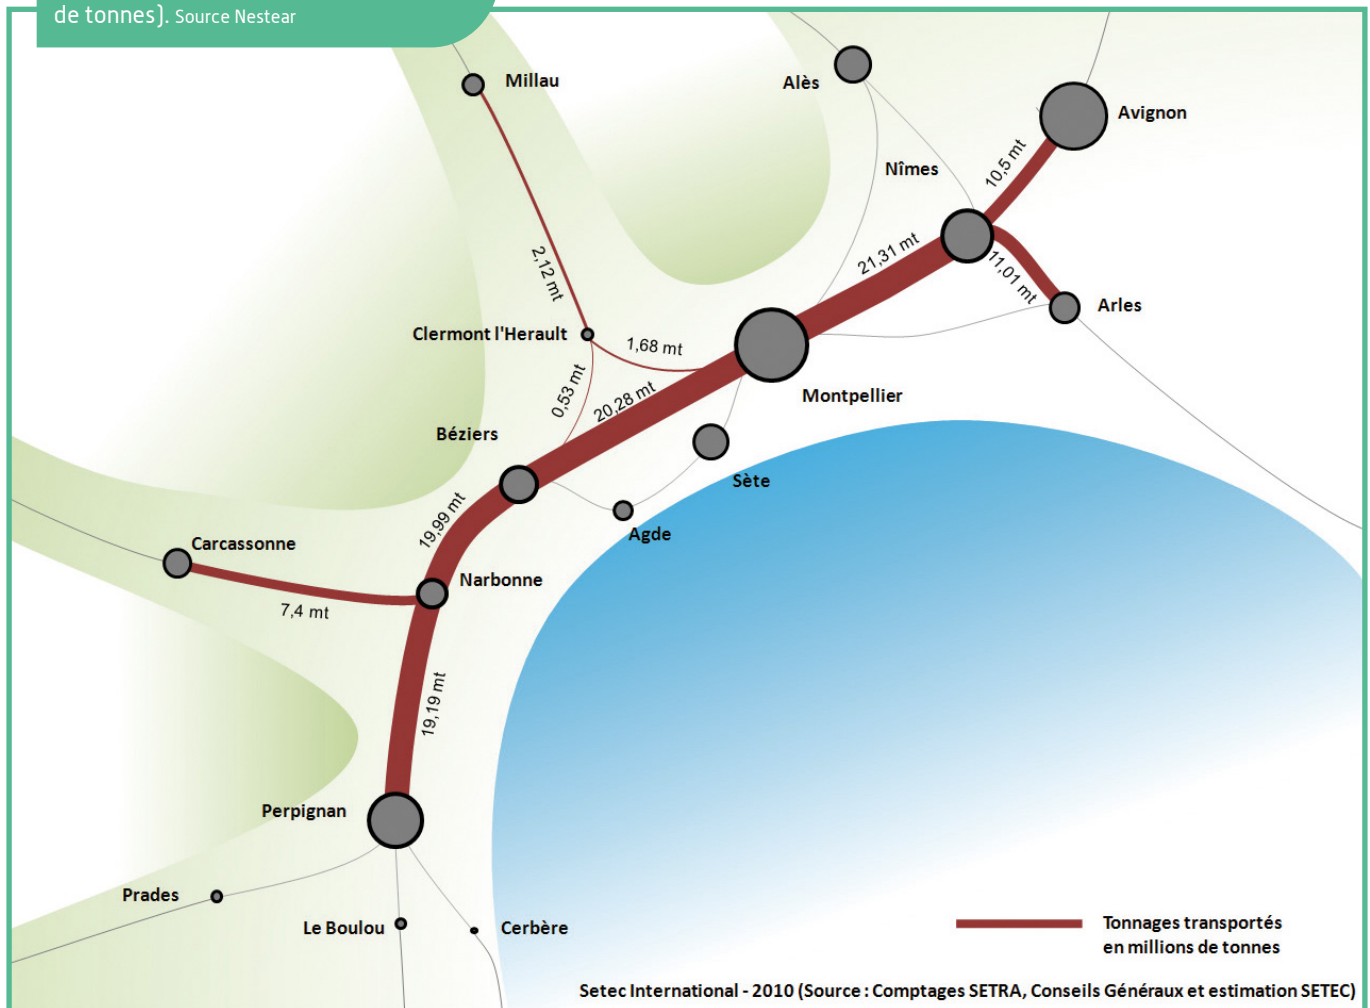 de tonnes). Source Nestear
Millau
Alès
Avignon
10,5 mt
Nîmes
21,31 mt
11,01 mt
2,12 mt
Arles
Clermont l'Herault
1,68 mt
0,53 mt
20,28 mt
Montpellier
Béziers
Sète
19,99 mt
Agde
Carcassonne
Narbonne
7,4 mt
19,19 mt
Perpignan
Prades
Le Boulou
Cerbère
Tonnages transportés
en millions de tonnes
Setec International - 2010 (Source : Comptages SETRA, Conseils Généraux et estimation SETEC)